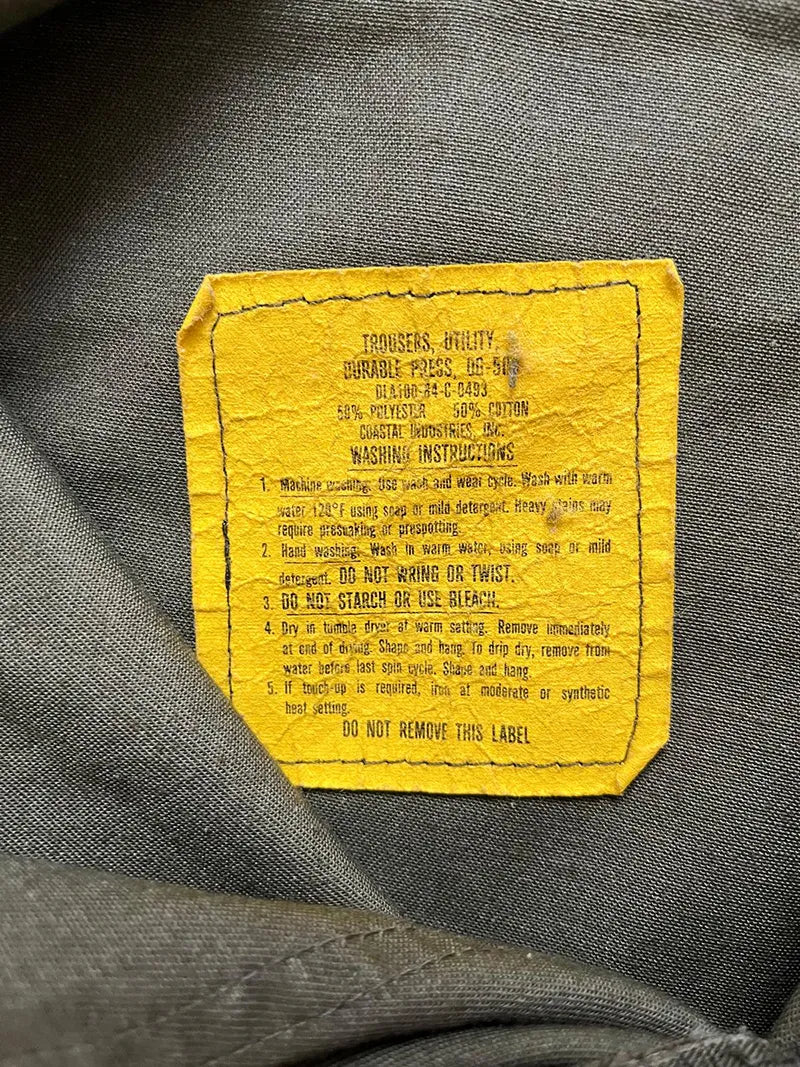 TROUSERS, UTILITY,
DURABLE PRESS, OG-507
DLA100-84-C-0493
50% POLYESTER 50% COTTON
COASTAL INDUSTRIES, INC.
WASHING INSTRUCTIONS
1. Machine washing: Use wash and wear cycle. Wash with warm
water 120°F using soap or mild detergent. Heavy stains may
require presoaking or prespotting.
2. Hand washing: Wash in warm water, using soap or mild
detergent. DO NOT WRING OR TWIST.
3. DO NOT STARCH OR USE BLEACH.
4. Dry in tumble dryer at warm setting. Remove immediately
at end of drying. Shape and hang. To drip dry, remove from
water before last spin cycle. Shape and hang.
5. If touch-up is required, iron at moderate or synthetic
heat setting.
DO NOT REMOVE THIS LABEL